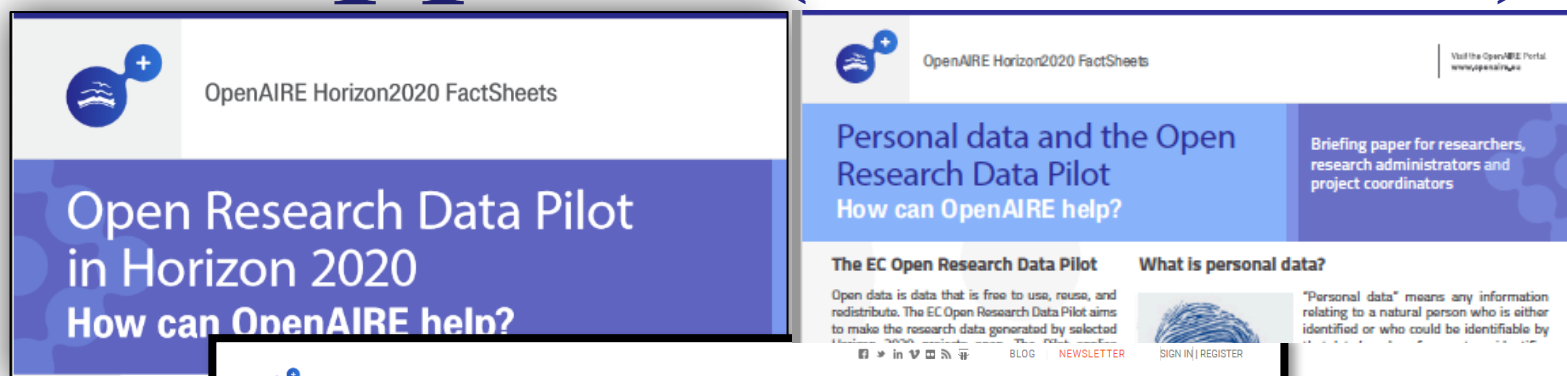 OpenAIRE Horizon2020 FactSheets
Open Research Data Pilot
in Horizon 2020
How can OpenAIRE help?
OpenAIRE Horizon2020 FactSheets
Visit the OpenAIRE Portal
www.openaire.eu
Personal data and the Open
Research Data Pilot
How can OpenAIRE help?
Briefing paper for researchers,
research administrators and
project coordinators
The EC Open Research Data Pilot
Open data is data that is free to use, reuse, and
redistribute. The EC Open Research Data Pilot aims
to make the research data generated by selected
What is personal data?
"Personal data" means any information
relating to a natural person who is either
identified or who could be identifiable by
BLOG NEWSLETTER SIGN IN | REGISTER